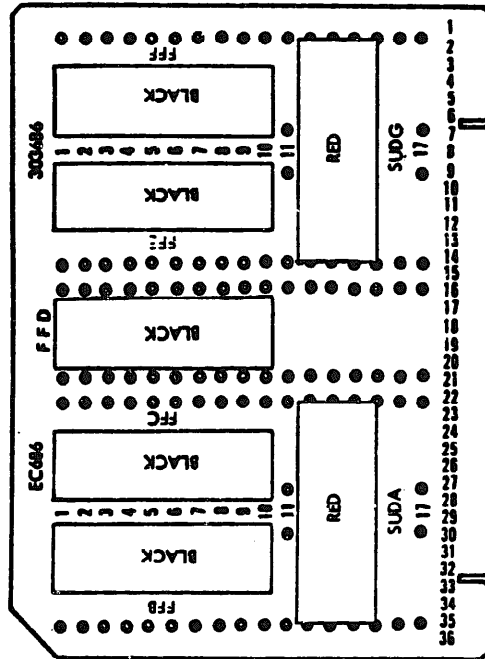 303686
FFF
BLACK
1 2 3 4 5 6 7 8 9 10 11
BLACK
RED
SUDG
17
FFD
BLACK
EC686
FFC
BLACK
1 2 3 4 5 6 7 8 9 10 11
BLACK
FFB
RED
SUDA
17
1
2
3
4
5
6
7
8
9
10
11
12
13
14
15
16
17
18
19
20
21
22
23
24
25
26
27
28
29
30
31
32
33
34
35
36